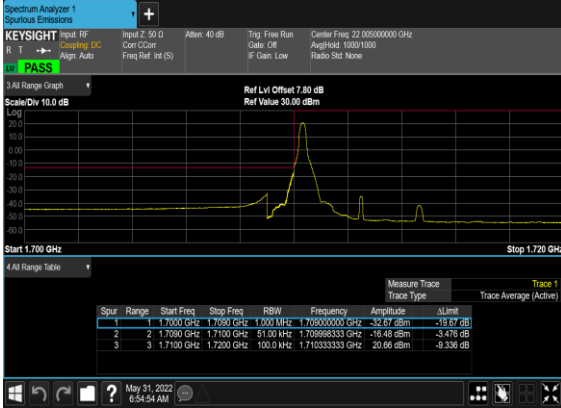 Spectrum Analyzer 1
Spurious Emissions
+
KEYSIGHT
R T
LV PASS
Input: RF
Coupling: DC
Align: Auto
Input Z: 50 Ω
Corr CCorr
Freq Ref: Int (S)
Atten: 40 dB
Trig: Free Run
Gate: Off
IF Gain: Low
Center Freq: 22.005000000 GHz
Avg|Hold: 1000/1000
Radio Std: None
3 All Range Graph
Scale/Div 10.0 dB
Ref Lvl Offset 7.80 dB
Ref Value 30.00 dBm
Log
20.0
10.0
0.00
-10.0
-20.0
-30.0
-40.0
-50.0
-60.0
Start 1.700 GHz
Stop 1.720 GHz
4 All Range Table
Measure Trace Trace 1
Trace Type Trace Average (Active)
Spur Range Start Freq Stop Freq RBW Frequency Amplitude ΔLimit
1 1 1.7000 GHz 1.7090 GHz 1.000 MHz 1.709000000 GHz -32.67 dBm -19.67 dB
2 2 1.7090 GHz 1.7100 GHz 51.00 kHz 1.709998333 GHz -16.48 dBm -3.476 dB
3 3 1.7100 GHz 1.7200 GHz 100.0 kHz 1.710333333 GHz 20.66 dBm -9.336 dB
?
May 31, 2022
6:54:54 AM